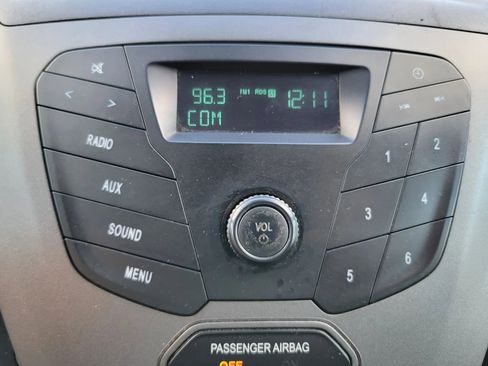 96.3 FM1 RDS 12:11
COM
RADIO
AUX
SOUND
MENU
VOL
1
2
3
4
5
6
PASSENGER AIRBAG
OFF